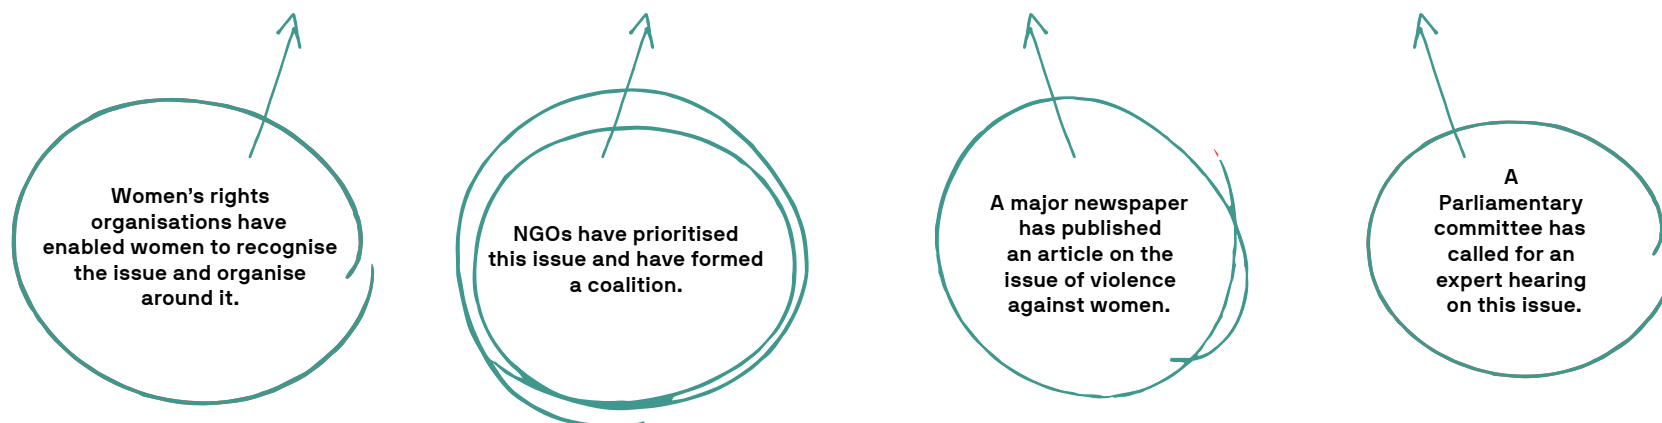 Women's rights
organisations have
enabled women to recognise
the issue and organise
around it.
NGOs have prioritised
this issue and have formed
a coalition.
A major newspaper
has published
an article on the
issue of violence
against women.
A
Parliamentary
committee has
called for an
expert hearing
on this issue.